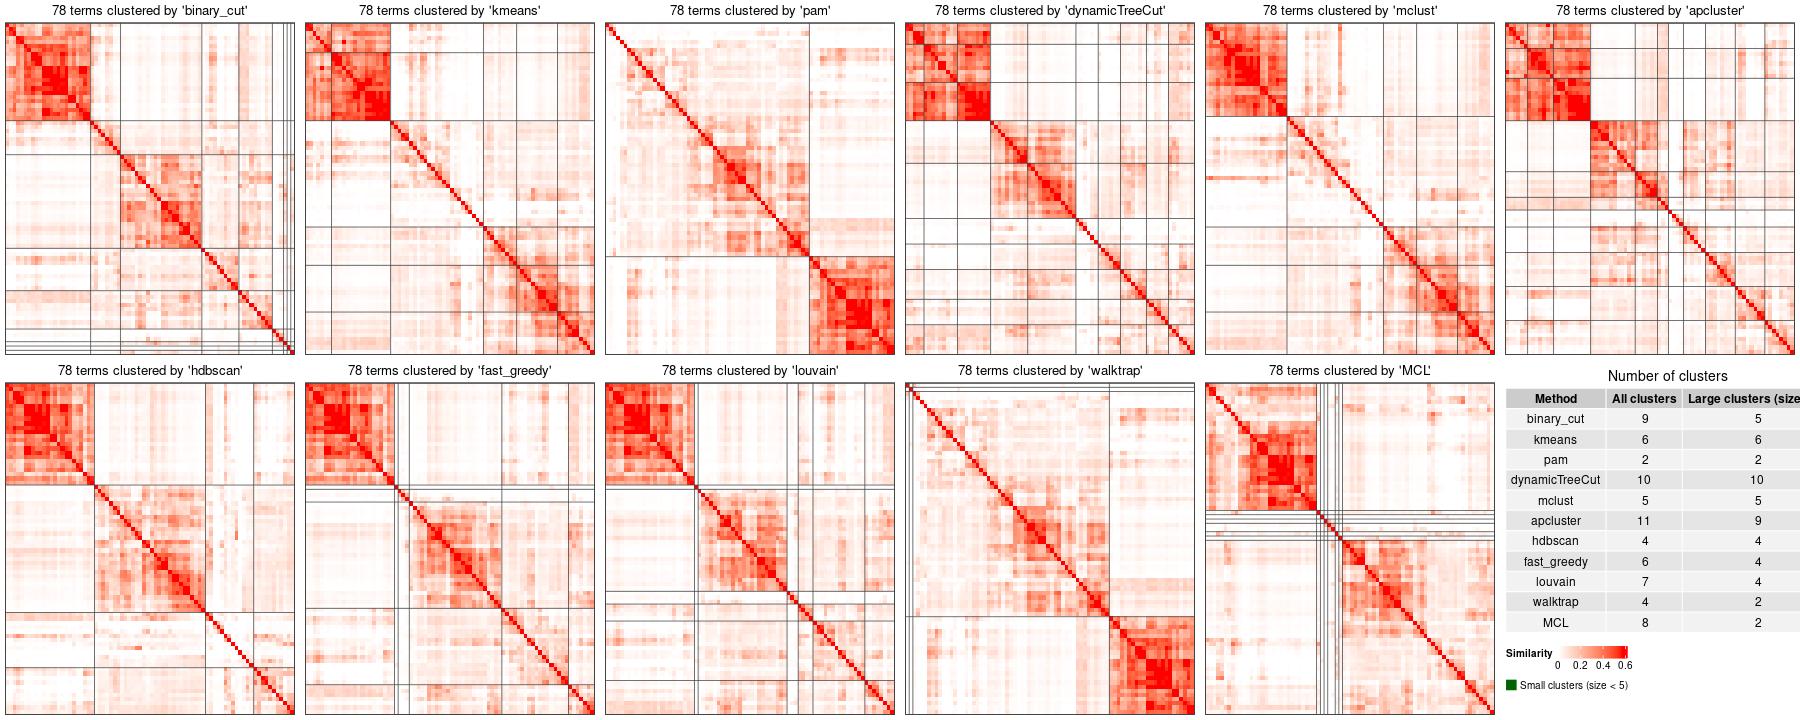 78 terms clustered by 'binary_cut'
78 terms clustered by 'kmeans'
78 terms clustered by 'pam'
78 terms clustered by 'dynamicTreeCut'
78 terms clustered by 'mclust'
78 terms clustered by 'apcluster'
78 terms clustered by 'hdbscan'
78 terms clustered by 'fast_greedy'
78 terms clustered by 'louvain'
78 terms clustered by 'walktrap'
78 terms clustered by 'MCL'
Number of clusters
Method All clusters Large clusters (size
binary_cut 9 5
kmeans 6 6
pam 2 2
dynamicTreeCut 10 10
mclust 5 5
apcluster 11 9
hdbscan 4 4
fast_greedy 6 4
louvain 7 4
walktrap 4 2
MCL 8 2
Similarity
0 0.2 0.4 0.6
Small clusters (size < 5)